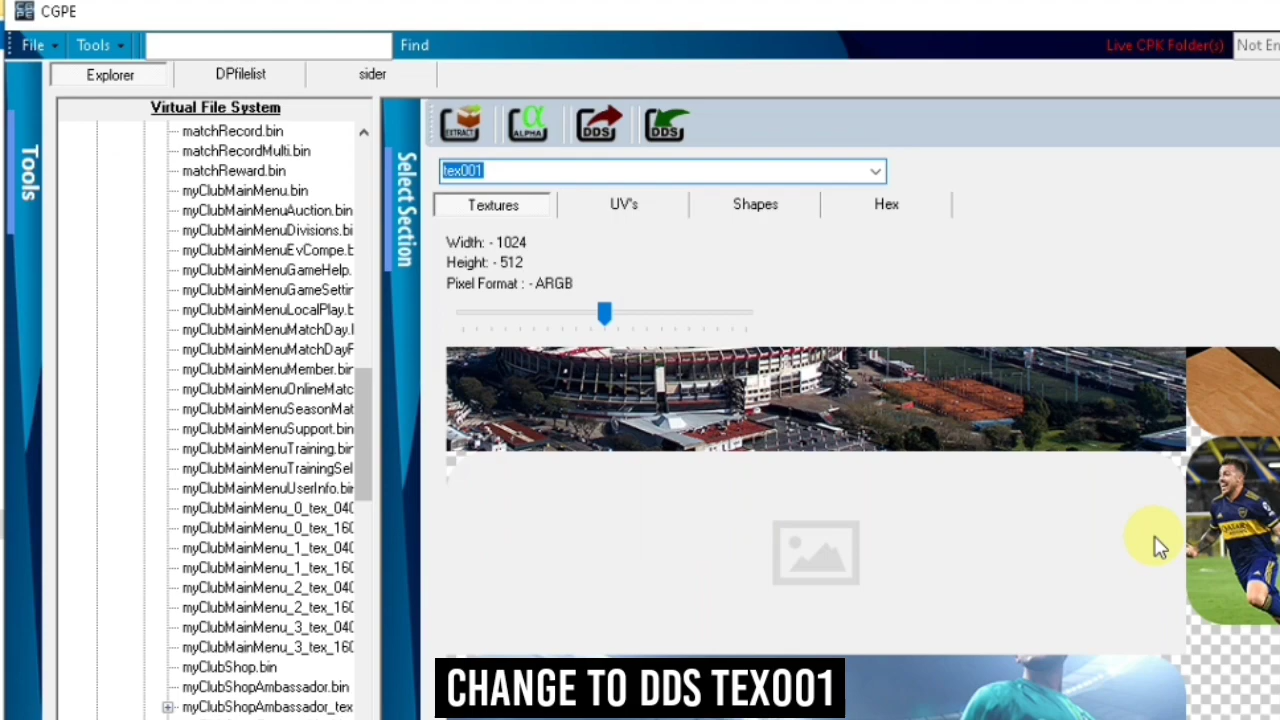 CGPE
File Tools Find Live CPK Folder(s) Not En
Explorer DPfilelist sider
Tools
Virtual File System
matchRecord.bin
matchRecordMulti.bin
matchReward.bin
myClubMainMenu.bin
myClubMainMenuAuction.bin
myClubMainMenuDivisions.bi
myClubMainMenuEvCompe.b
myClubMainMenuGameHelp.
myClubMainMenuGameSettin
myClubMainMenuLocalPlay.b
myClubMainMenuMatchDay.l
myClubMainMenuMatchDayF
myClubMainMenuMember.bin
myClubMainMenuOnlineMatc
myClubMainMenuSeasonMat
myClubMainMenuSupport.bin
myClubMainMenuTraining.bin
myClubMainMenuTrainingSel
myClubMainMenuUserInfo.bin
myClubMainMenu_0_tex_040
myClubMainMenu_0_tex_160
myClubMainMenu_1_tex_040
myClubMainMenu_1_tex_160
myClubMainMenu_2_tex_040
myClubMainMenu_2_tex_160
myClubMainMenu_3_tex_040
myClubMainMenu_3_tex_160
myClubShop.bin
myClubShopAmbassador.bin
myClubShopAmbassador_tex
Select Section
EXTRACT α ALPHA DDS DDS
tex001
Textures UV's Shapes Hex
Width: - 1024
Height: - 512
Pixel Format : - ARGB
CHANGE TO DDS TEX001